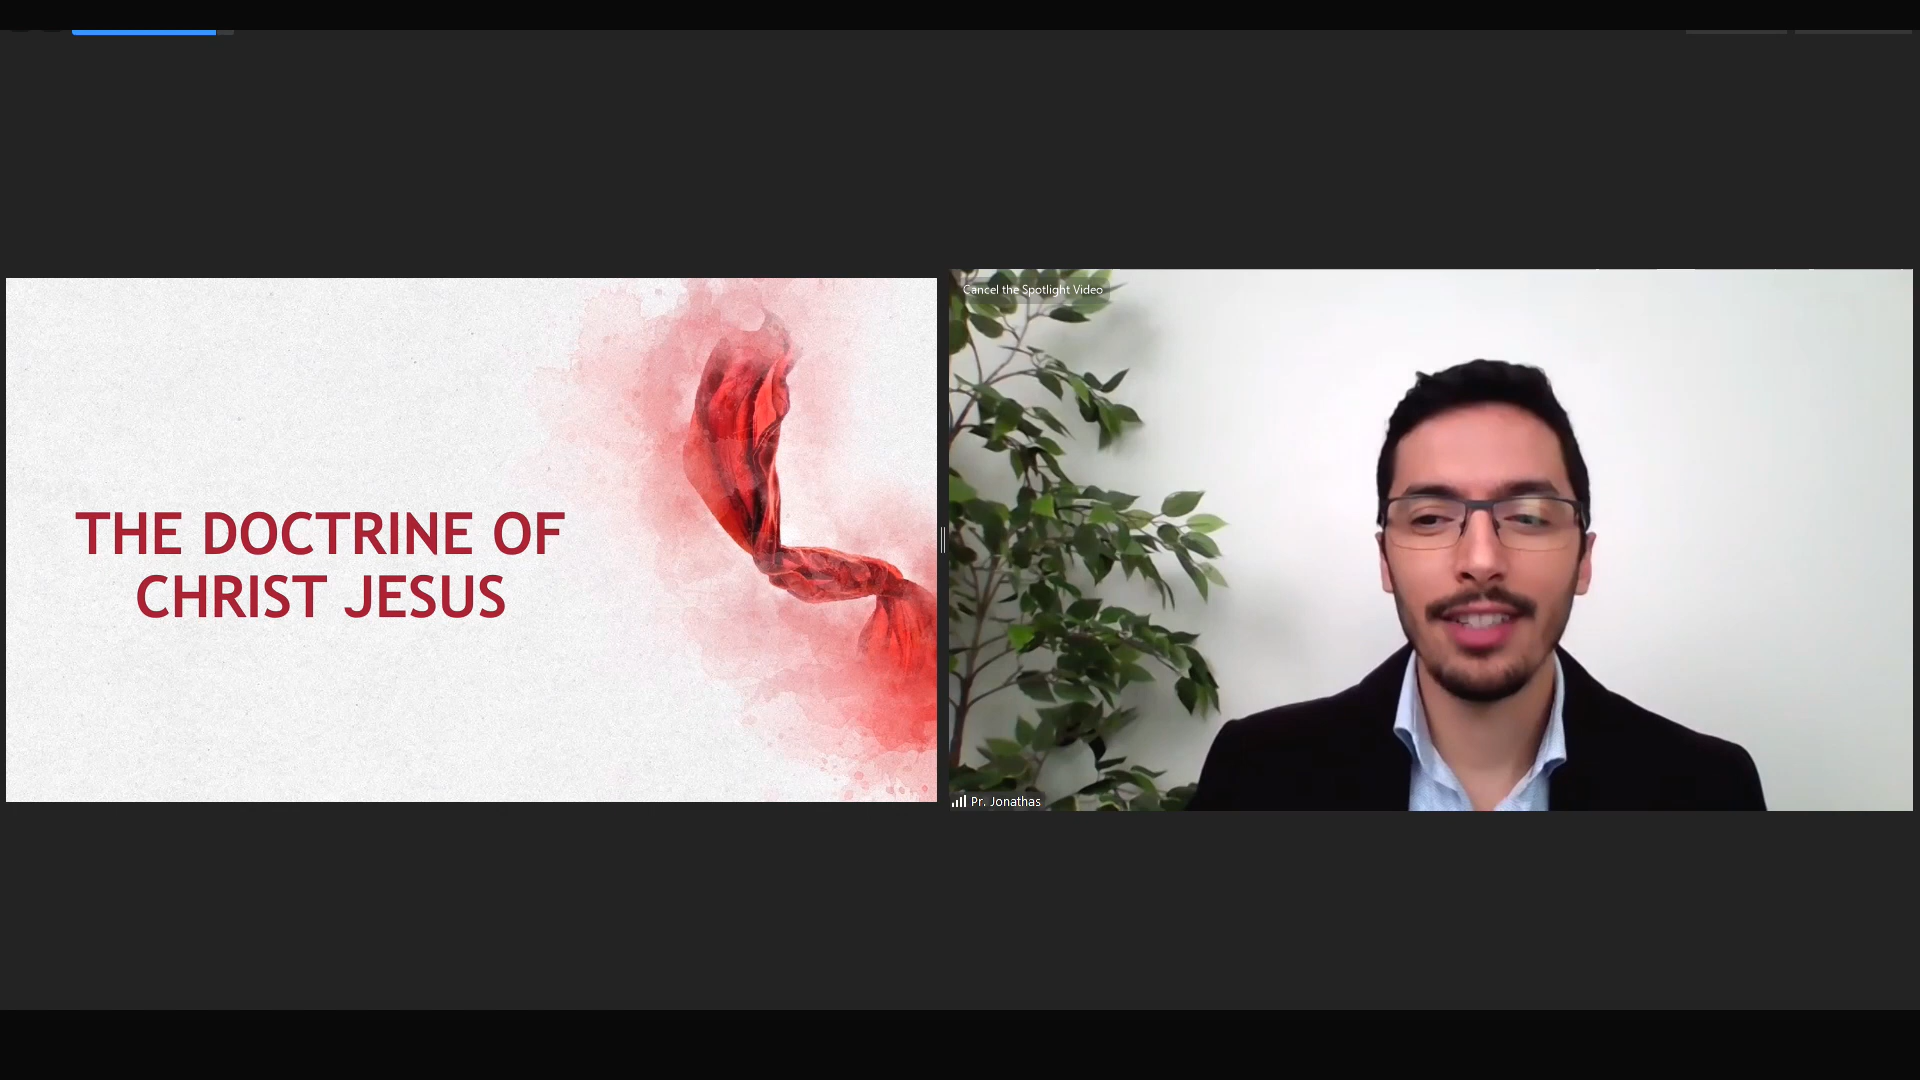 THE DOCTRINE OF
CHRIST JESUS
Cancel the Spotlight Video
Pr. Jonathas